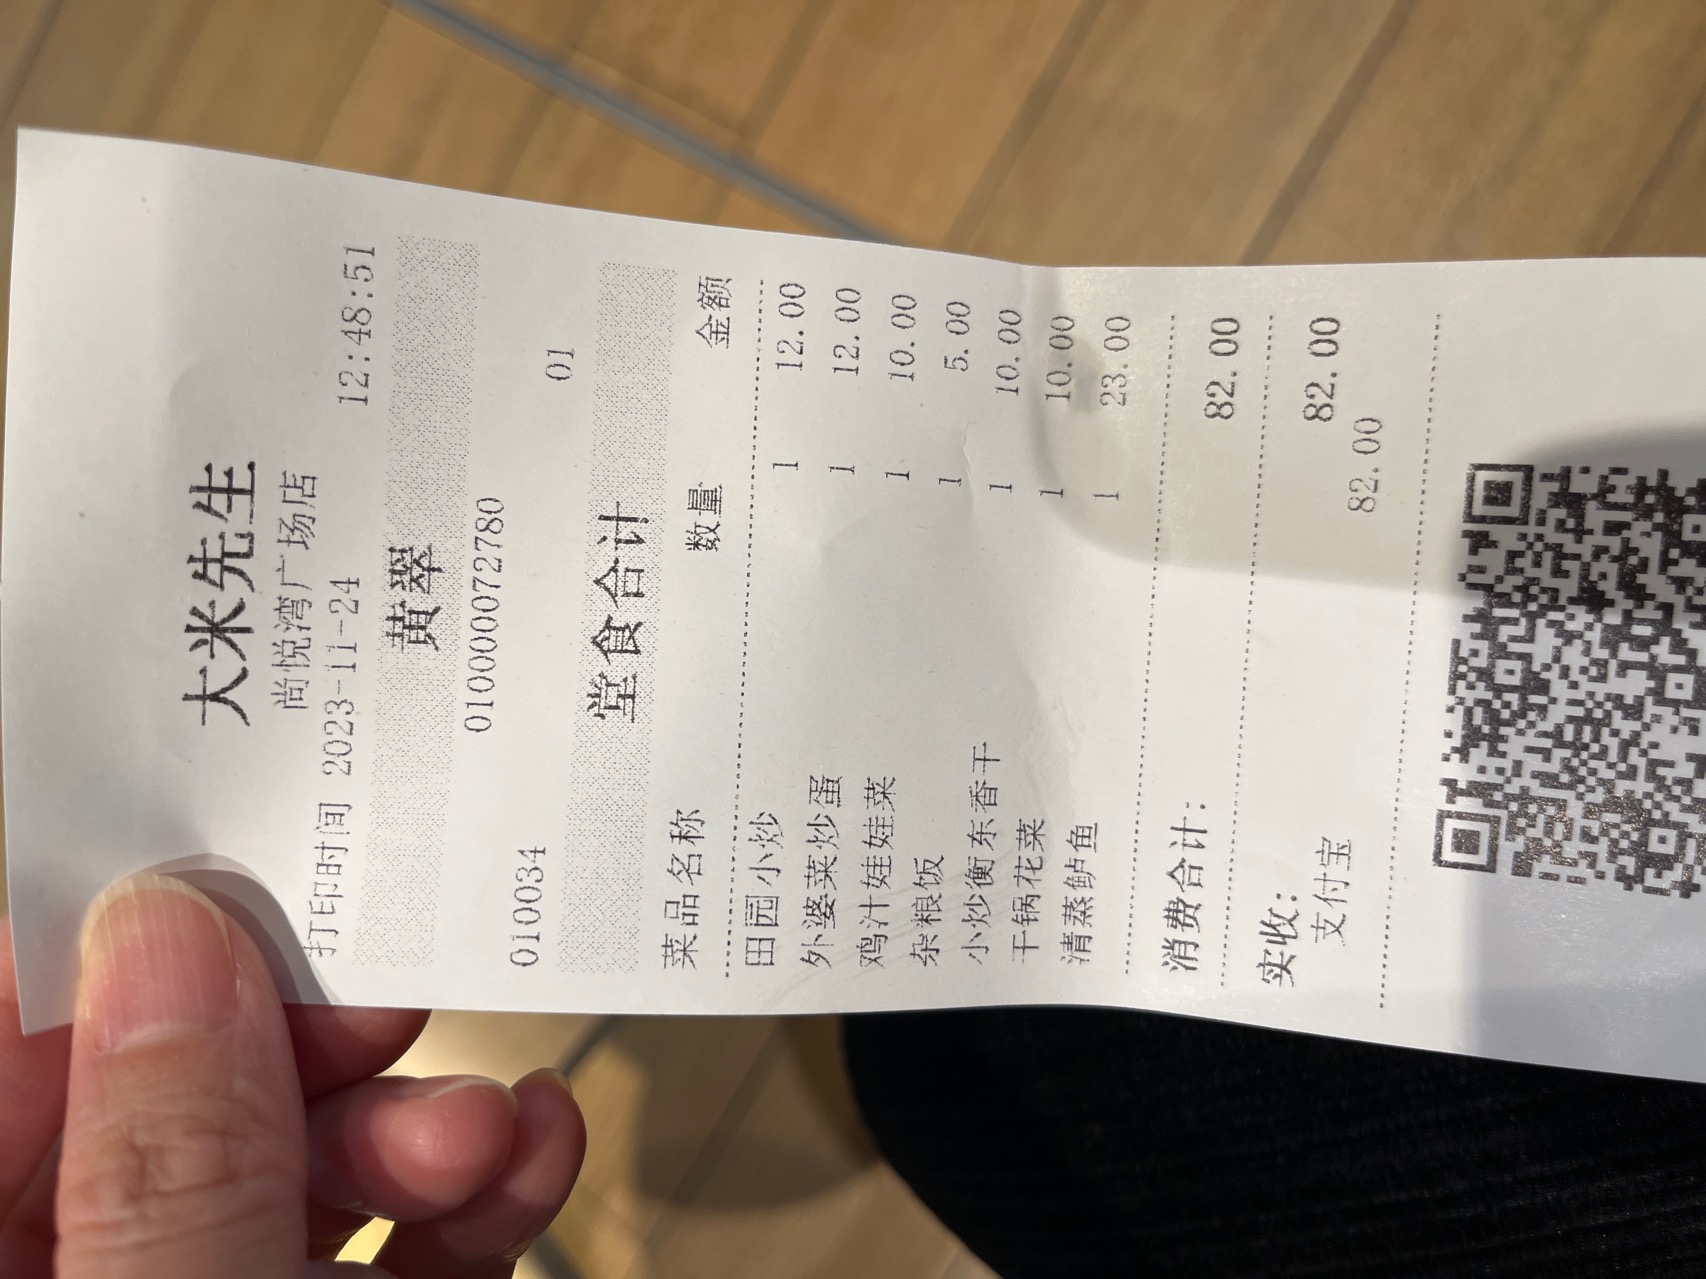 大米先生
尚悦湾广场店
打印时间 2023-11-24 12:48:51
黄翠
0100000072780
010034 01
堂食合计
菜品名称 数量 金额
田园小炒 1 12.00
外婆菜炒蛋 1 12.00
鸡汁娃娃菜 1 10.00
杂粮饭 1 5.00
小炒衡东香干 1 10.00
干锅花菜 1 10.00
清蒸鲈鱼 1 23.00
消费合计: 82.00
实收: 82.00
支付宝 82.00